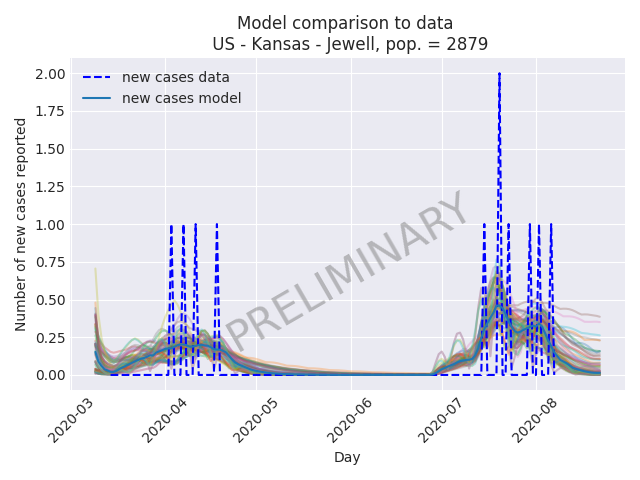 Model comparison to data
US - Kansas - Jewell, pop. = 2879
new cases data
new cases model
2.00
1.75
1.50
1.25
1.00
0.75
0.50
0.25
0.00
Number of new cases reported
PRELIMINARY
2020-03
2020-04
2020-05
2020-06
2020-07
2020-08
Day